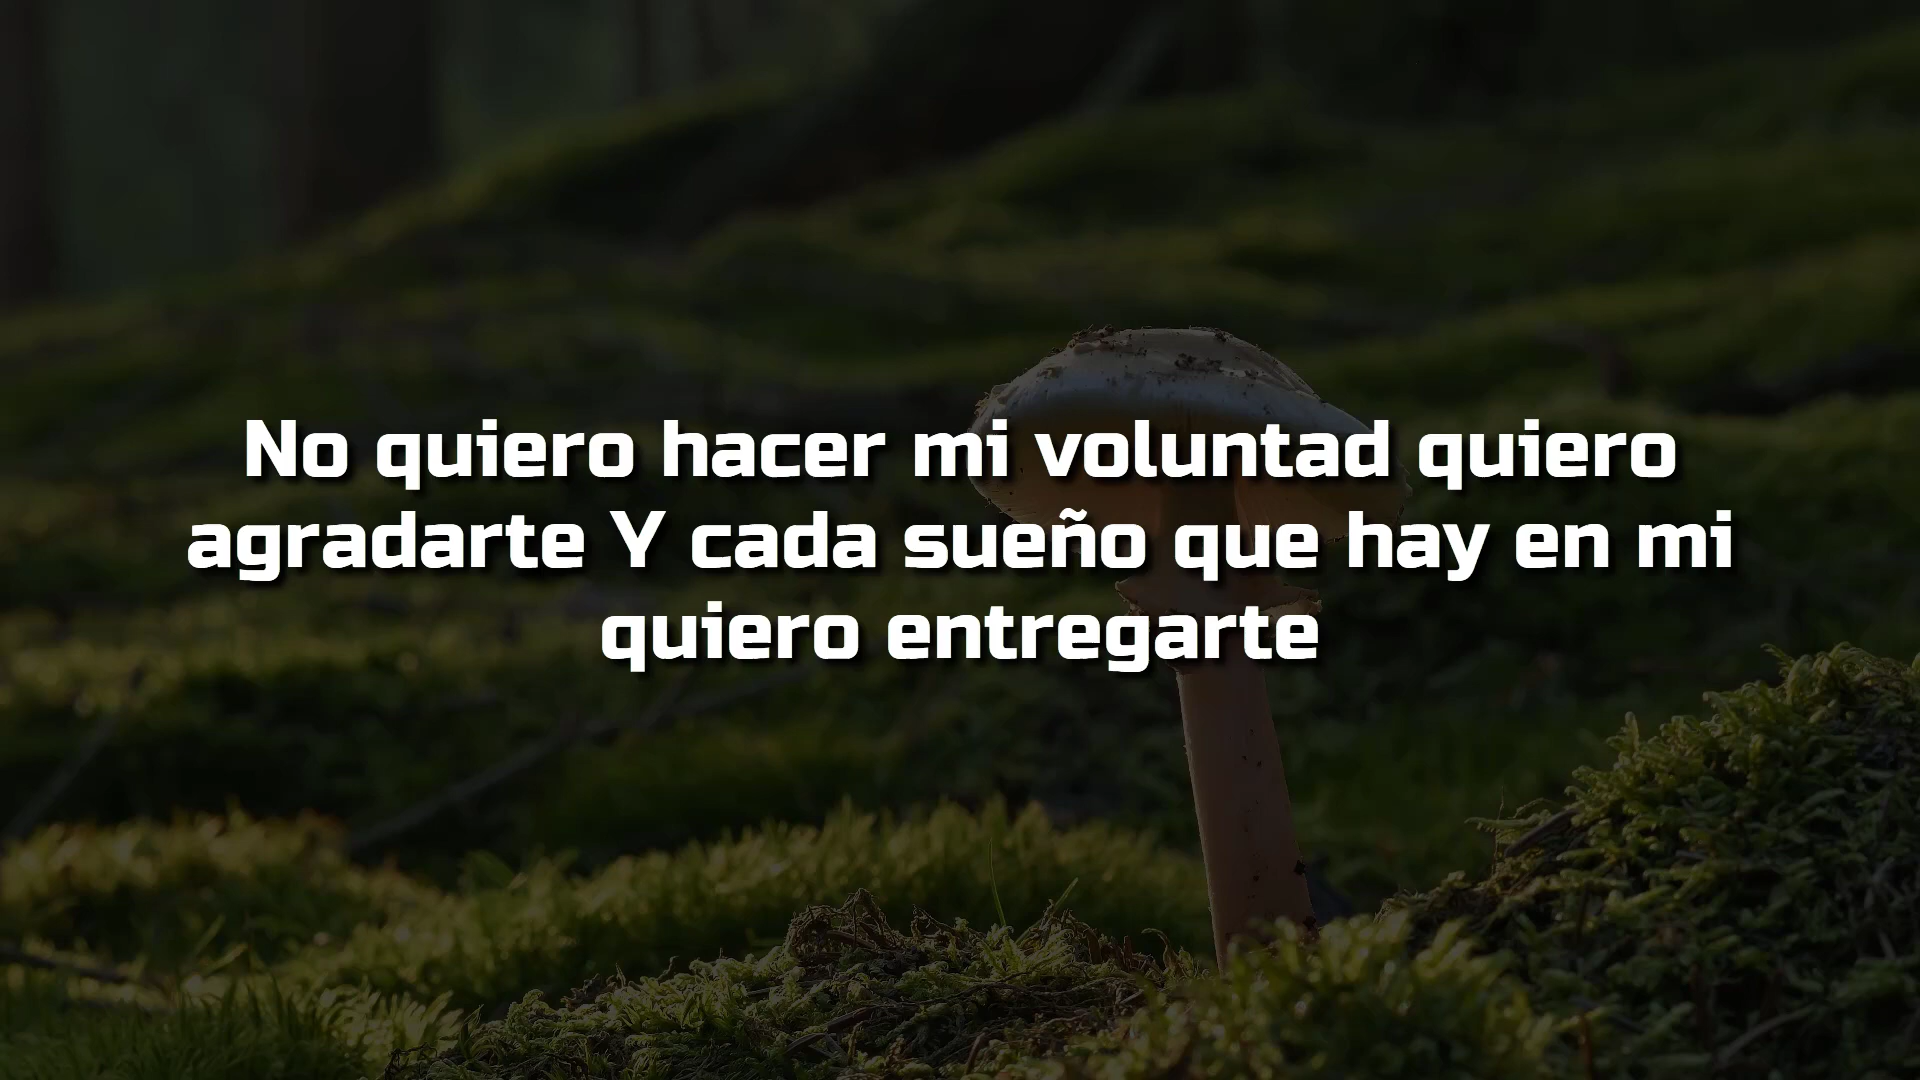 No quiero hacer mi voluntad quiero
agradarte Y cada sueño que hay en mi
quiero entregarte